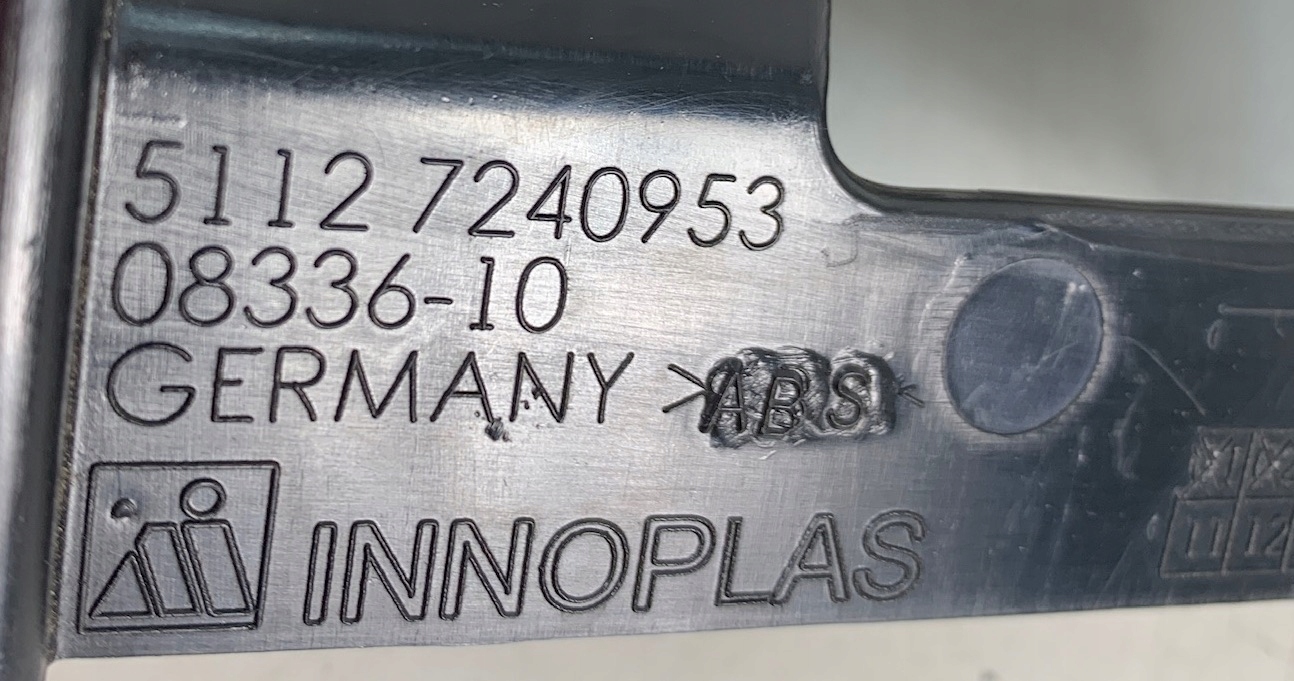 5112 7240953
08336-10
GERMANY >ABS<
INNOPLAS
11 12